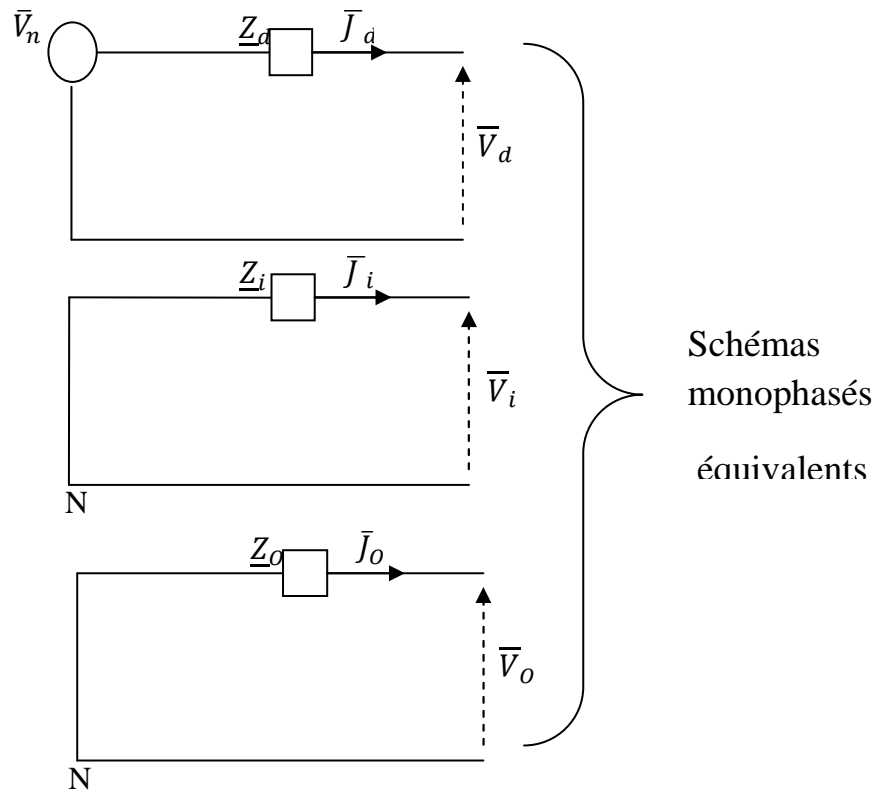 V̄n Z̲d J̄d
V̄d
Z̲i J̄i
V̄i
N
Z̲O J̄O
V̄O
N
Schémas
monophasés
équivalents